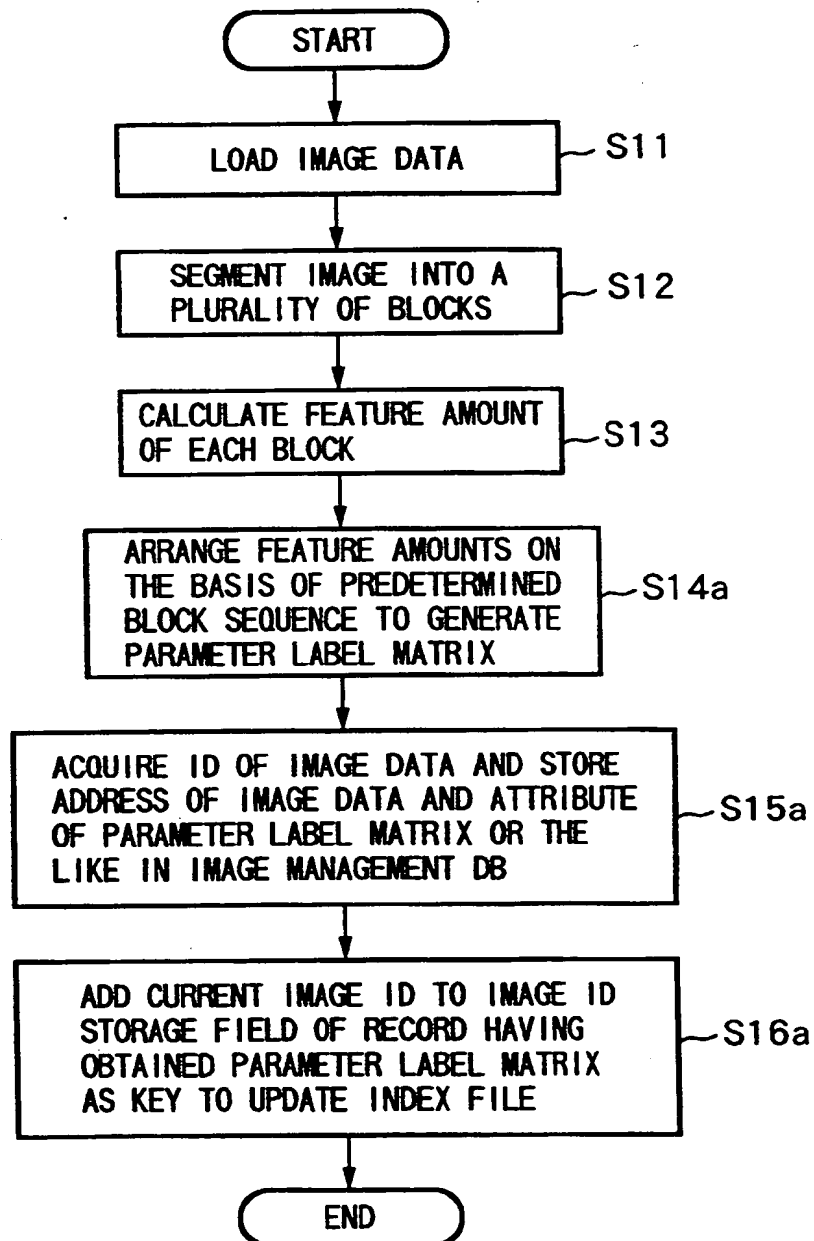 START
LOAD IMAGE DATA
S11
SEGMENT IMAGE INTO A
PLURALITY OF BLOCKS
S12
CALCULATE FEATURE AMOUNT
OF EACH BLOCK
S13
ARRANGE FEATURE AMOUNTS ON
THE BASIS OF PREDETERMINED
BLOCK SEQUENCE TO GENERATE
PARAMETER LABEL MATRIX
S14a
ACQUIRE ID OF IMAGE DATA AND STORE
ADDRESS OF IMAGE DATA AND ATTRIBUTE
OF PARAMETER LABEL MATRIX OR THE
LIKE IN IMAGE MANAGEMENT DB
S15a
ADD CURRENT IMAGE ID TO IMAGE ID
STORAGE FIELD OF RECORD HAVING
OBTAINED PARAMETER LABEL MATRIX
AS KEY TO UPDATE INDEX FILE
S16a
END